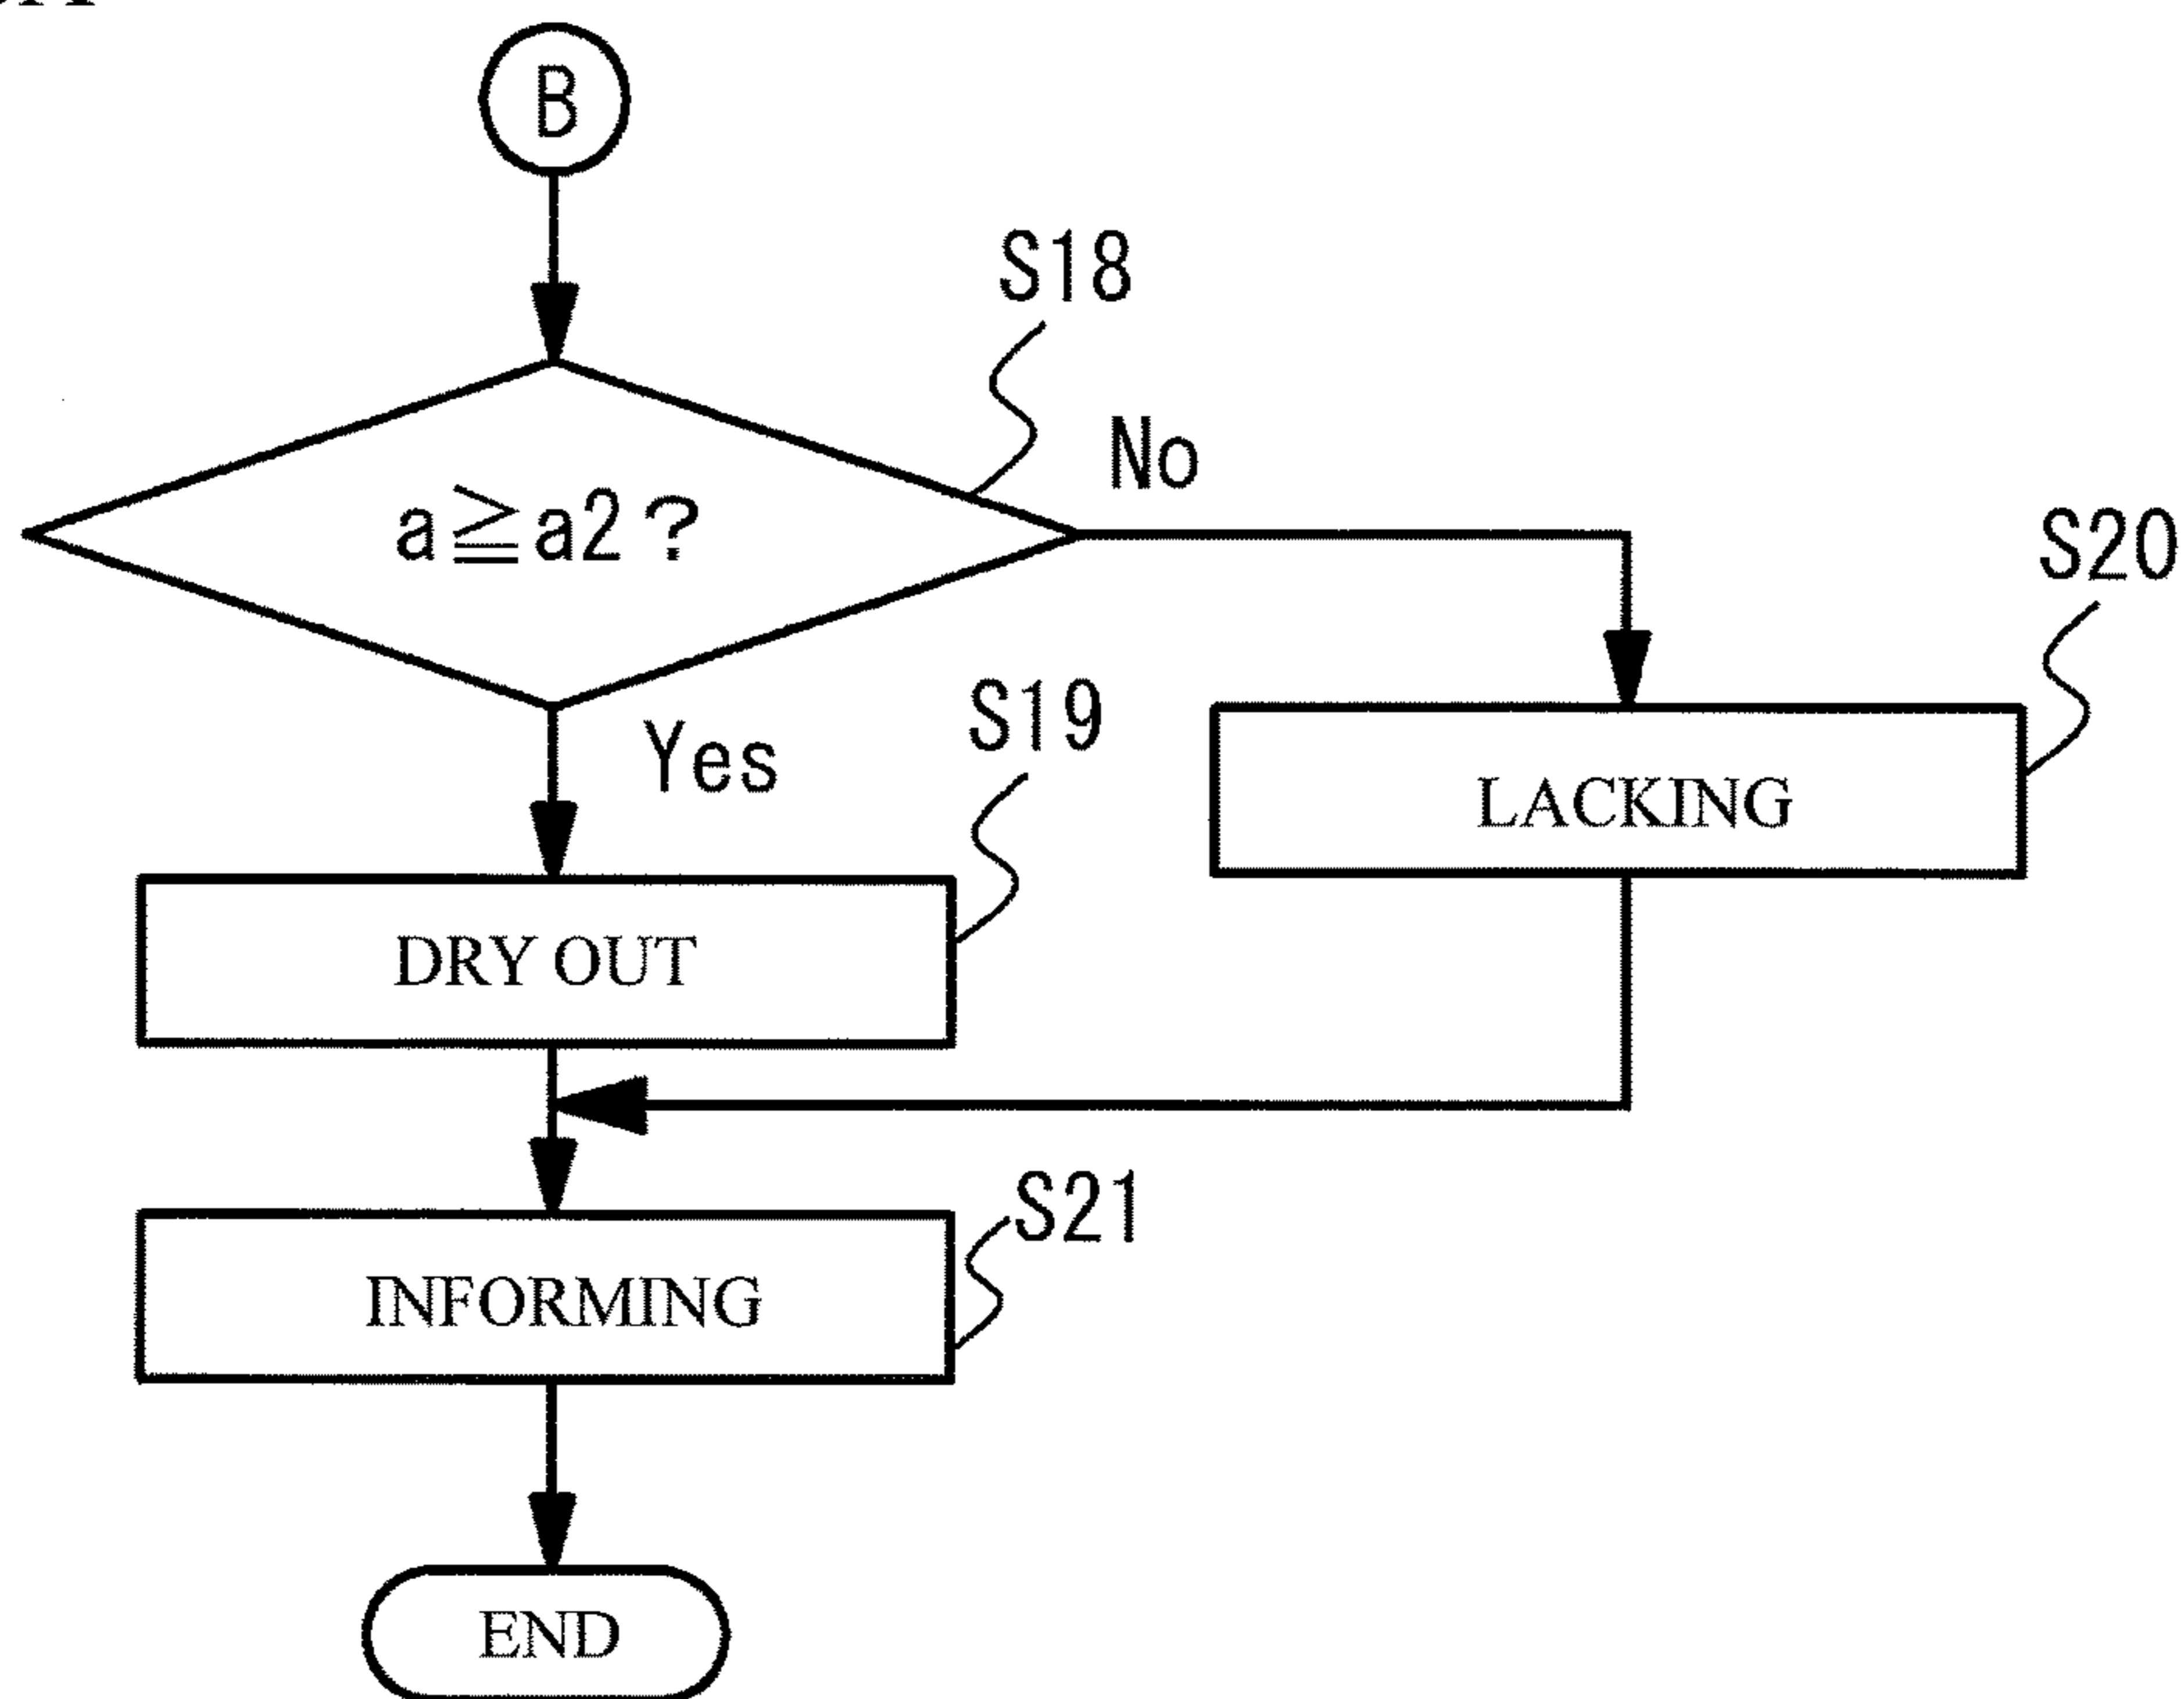 B
S18
No
a≧a2?
S20
S19
Yes
LACKING
DRY OUT
S21
INFORMING
END